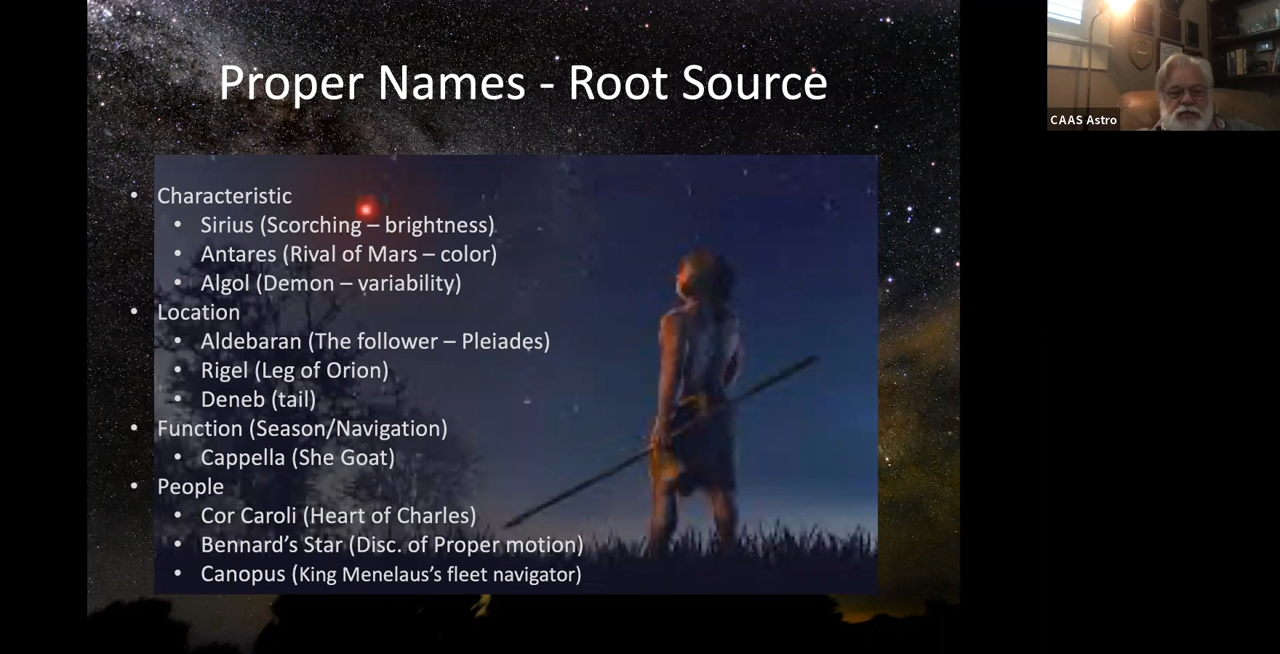 Proper Names - Root Source
CAAS Astro
• Characteristic
• Sirius (Scorching – brightness)
• Antares (Rival of Mars – color)
• Algol (Demon – variability)
• Location
• Aldebaran (The follower – Pleiades)
• Rigel (Leg of Orion)
• Deneb (tail)
• Function (Season/Navigation)
• Cappella (She Goat)
• People
• Cor Caroli (Heart of Charles)
• Bennard’s Star (Disc. of Proper motion)
• Canopus (King Menelaus’s fleet navigator)